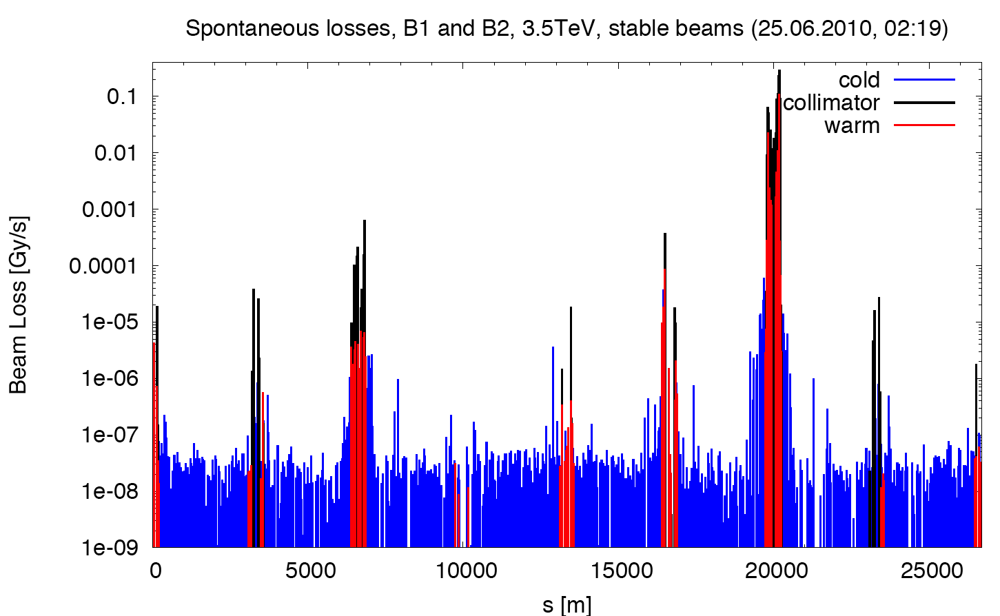 Spontaneous losses, B1 and B2, 3.5TeV, stable beams (25.06.2010, 02:19)
cold
collimator
warm
Beam Loss [Gy/s]
0.1
0.01
0.001
0.0001
1e-05
1e-06
1e-07
1e-08
1e-09
0 5000 10000 15000 20000 25000
s [m]